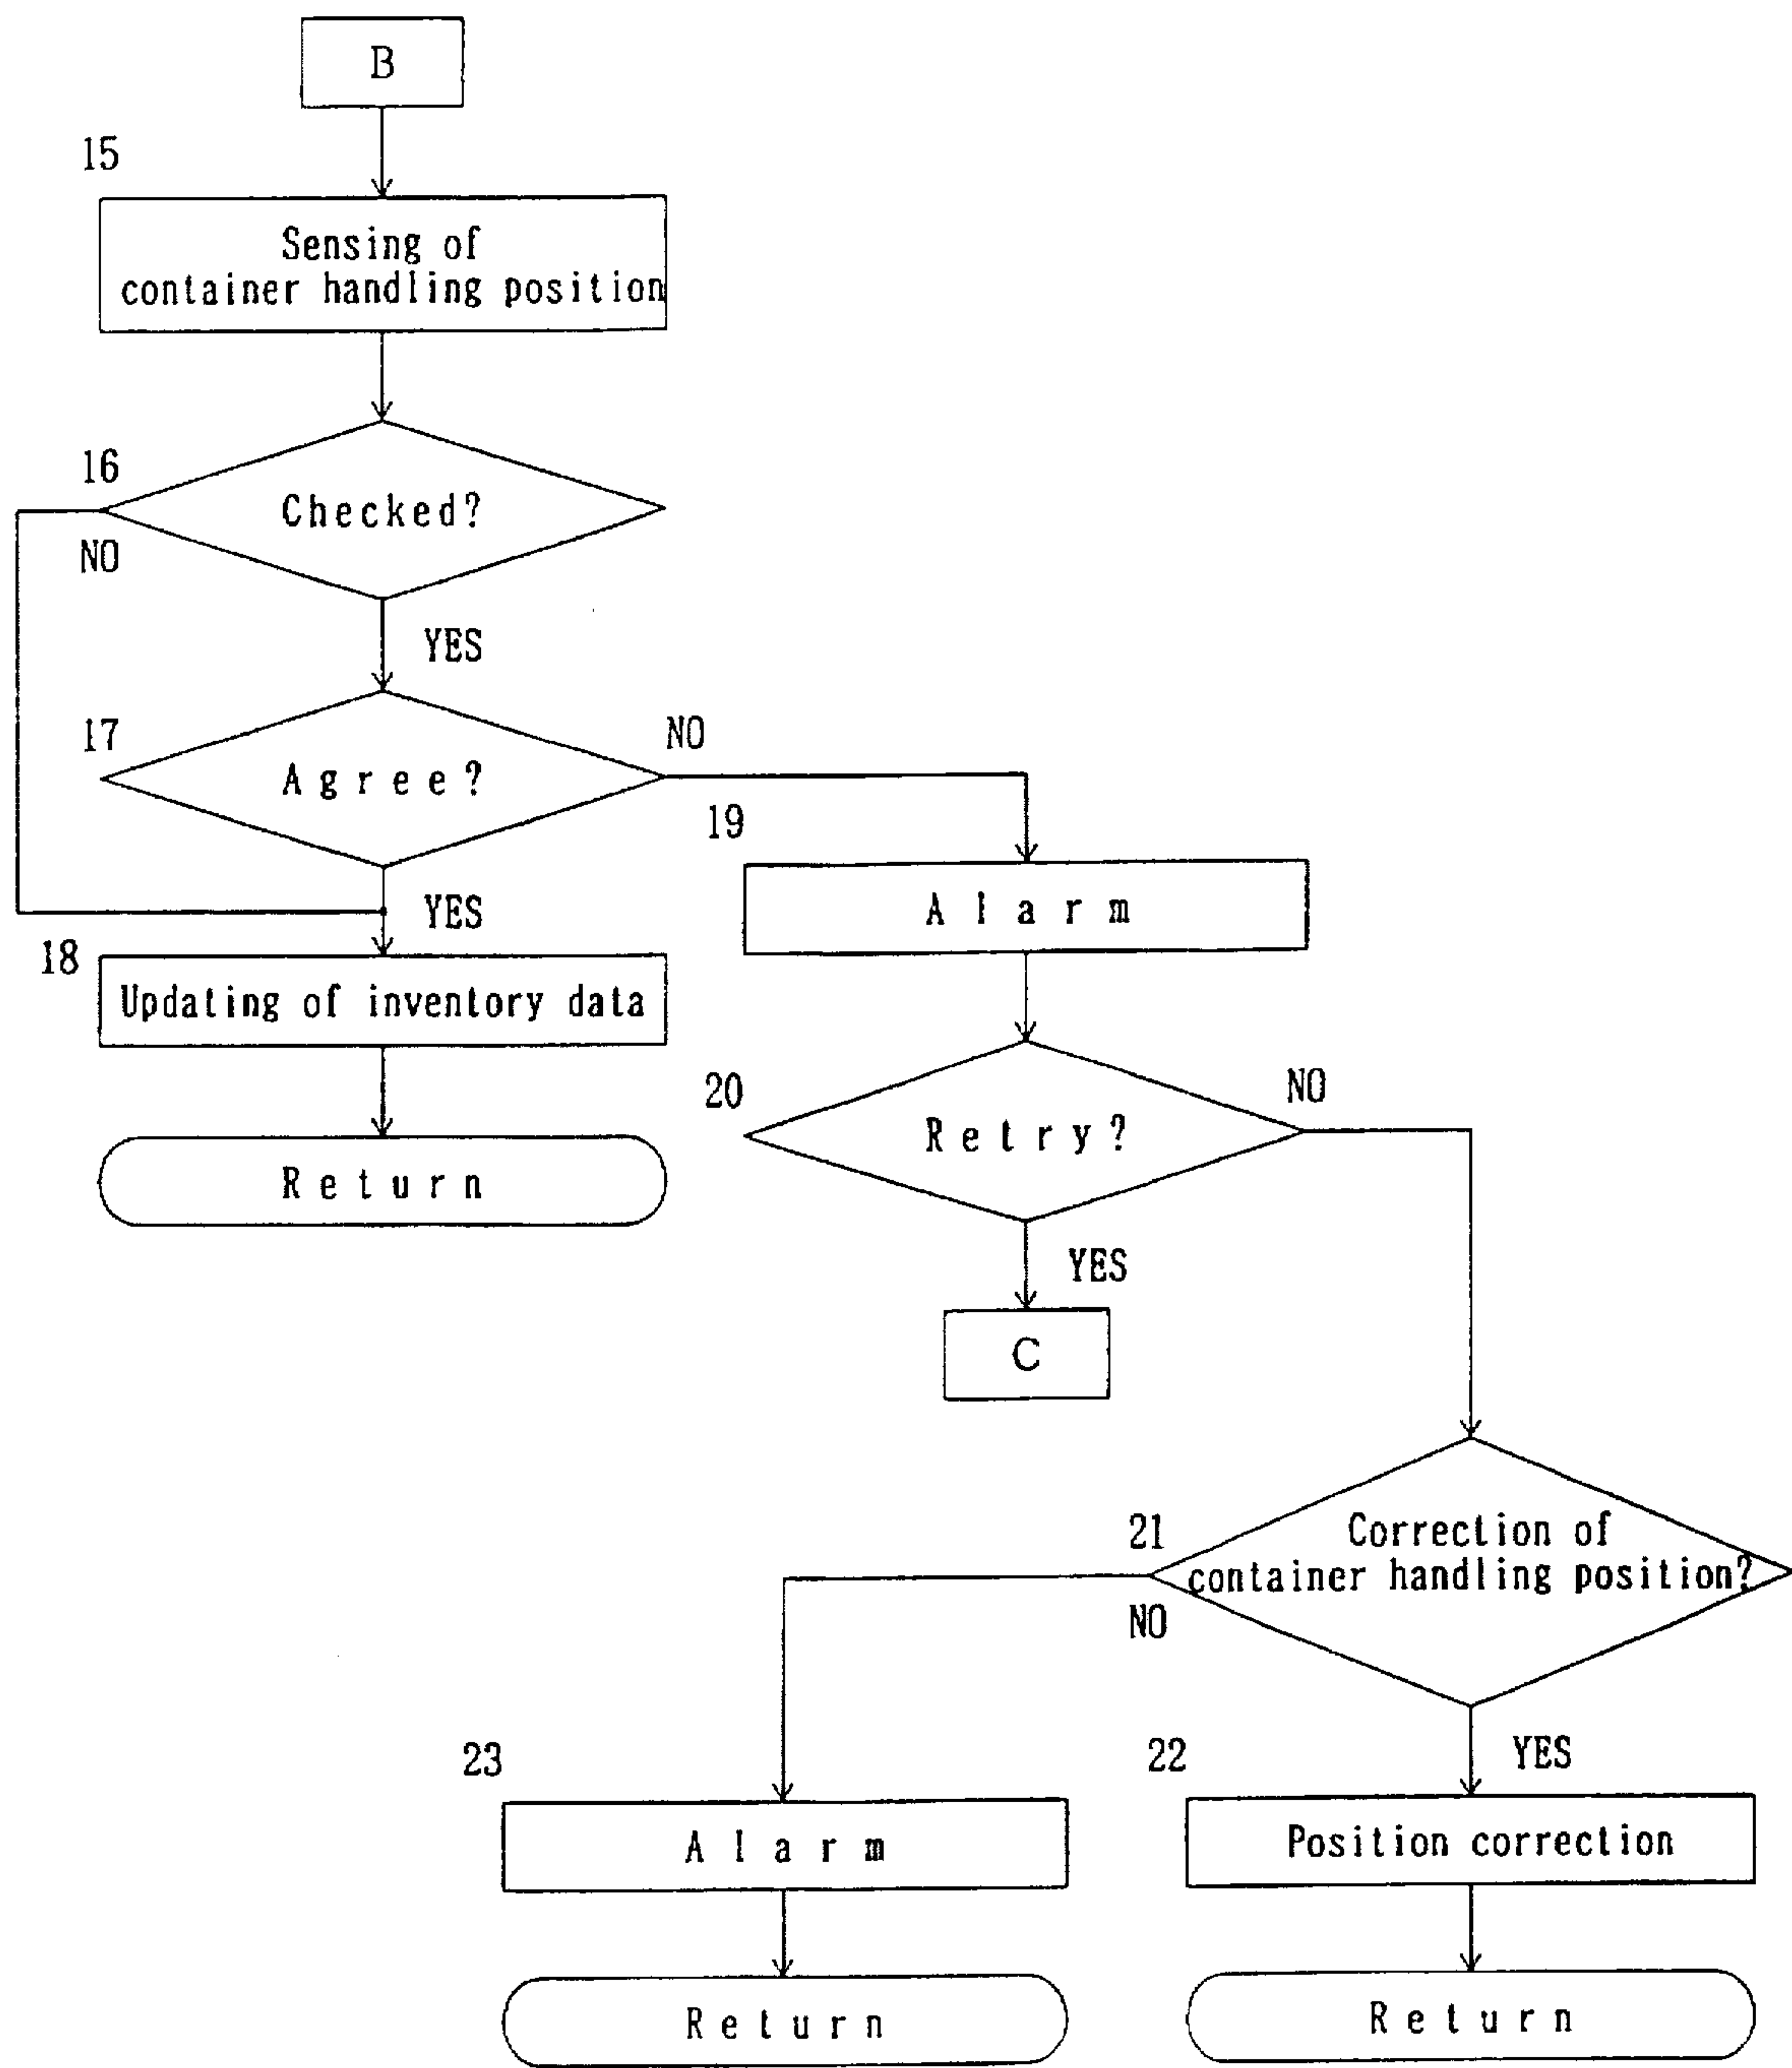 B
15
Sensing of
container handling position
16
Checked?
NO
YES
17
Agree?
NO
YES
18
Updating of inventory data
Return
19
Alarm
20
Retry?
NO
YES
C
21
Correction of
container handling position?
NO
YES
23
Alarm
Return
22
Position correction
Return